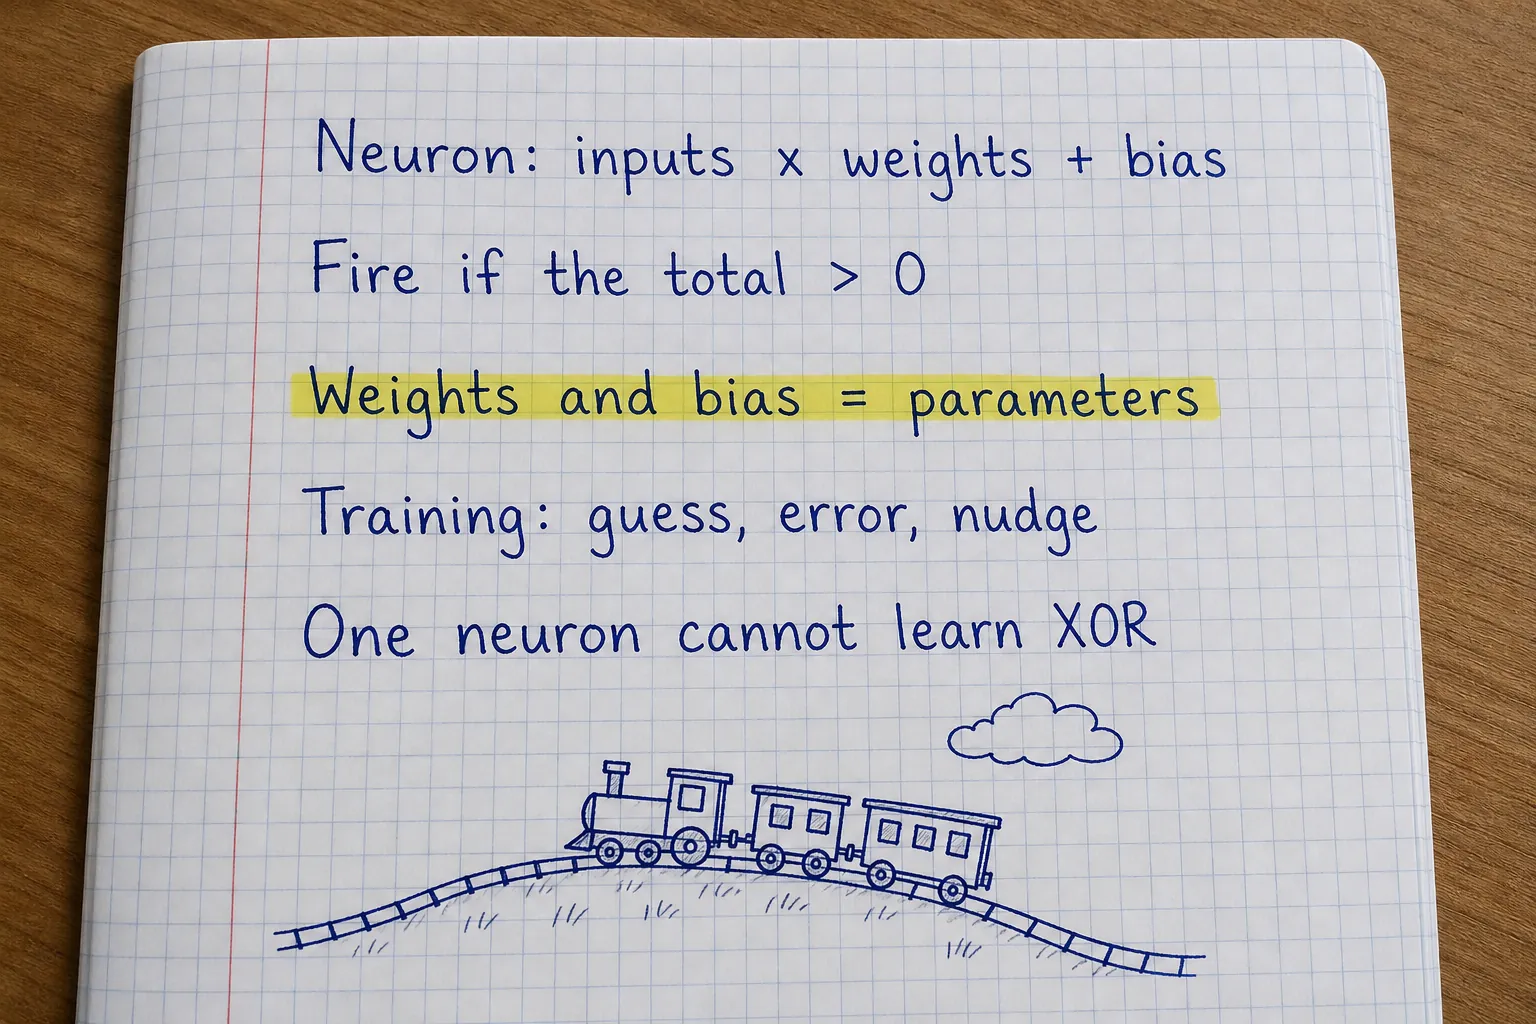 Neuron: inputs x weights + bias
Fire if the total > 0
Weights and bias = parameters
Training: guess, error, nudge
One neuron cannot learn XOR